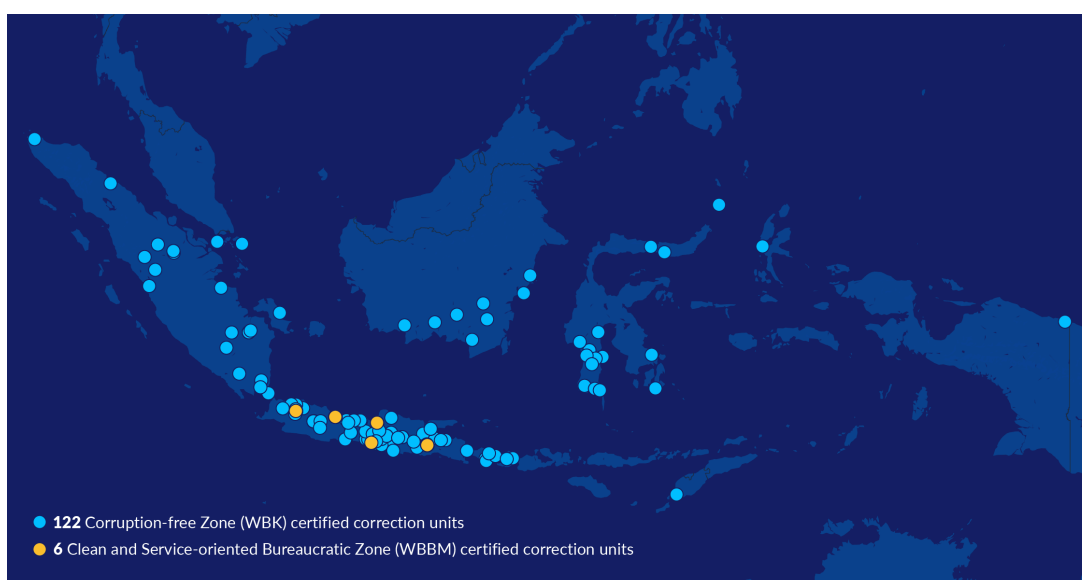 122 Corruption-free Zone (WBK) certified correction units
6 Clean and Service-oriented Bureaucratic Zone (WBBM) certified correction units